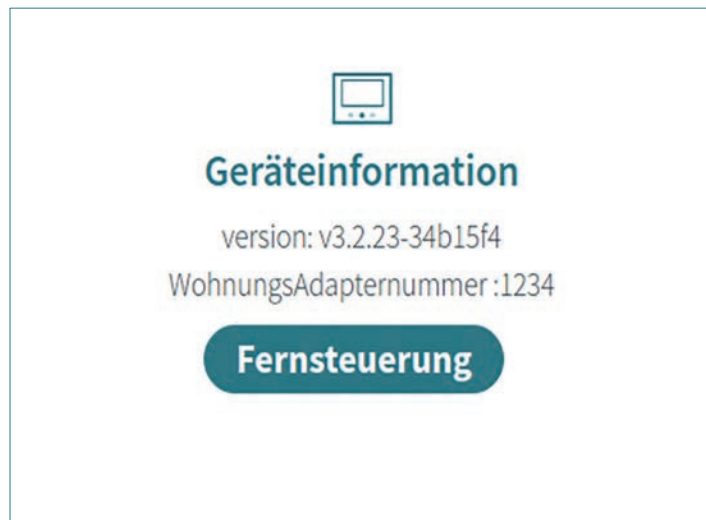 Geräteinformation
version: v3.2.23-34b15f4
WohnungsAdapternummer :1234
Fernsteuerung